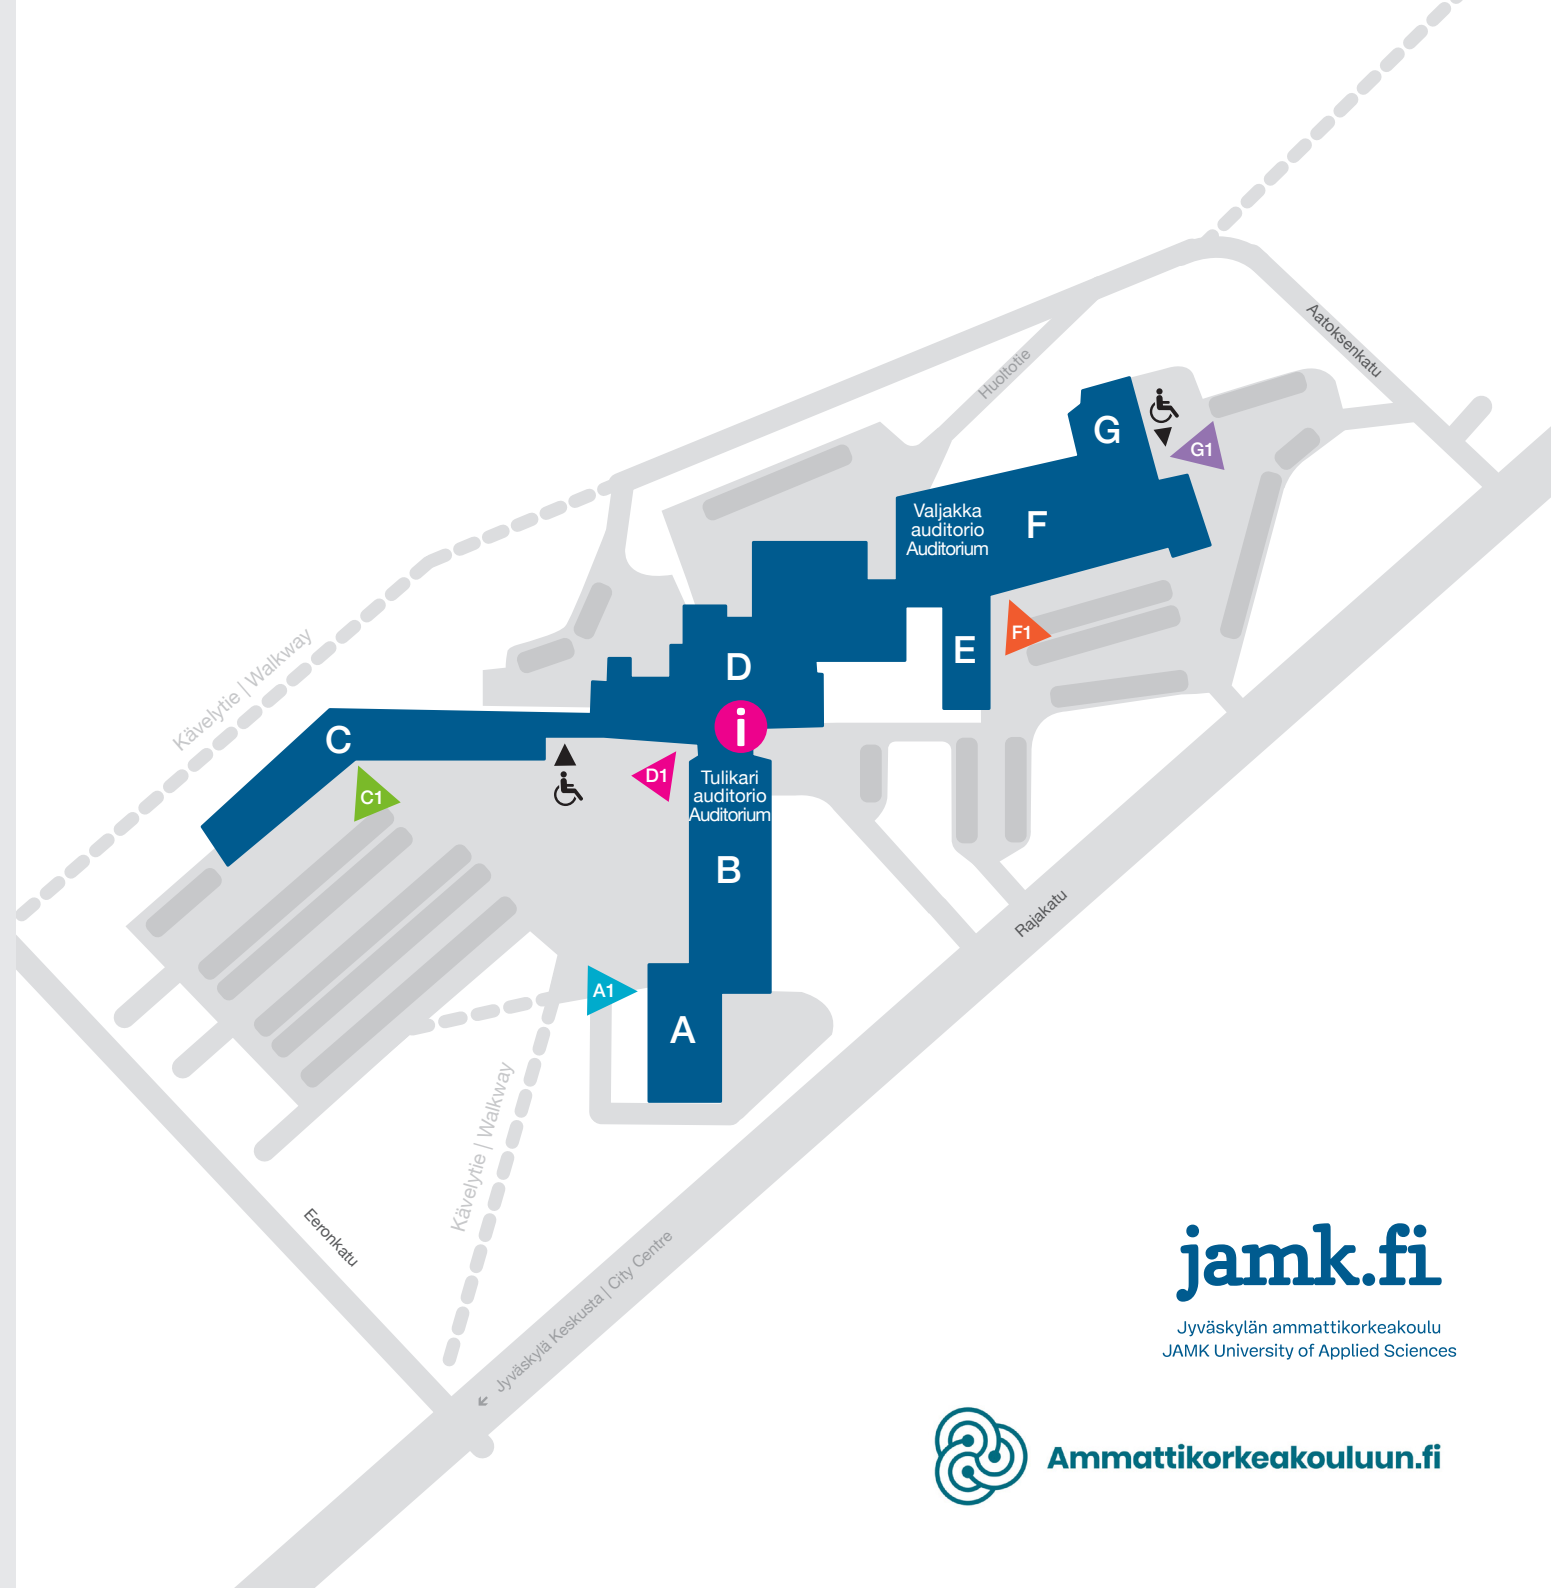 Aatoksenkatu
Huoltotie
G
G1
Valjakka
auditorio
Auditorium
F
F1
E
Kävelytie | Walkway
D
i
C
C1
D1
Tulikari
auditorio
Auditorium
B
Rajakatu
A1
A
Kävelytie | Walkway
Eeronkatu
Jyväskylä Keskusta | City Centre
jamk.fi
Jyväskylän ammattikorkeakoulu
JAMK University of Applied Sciences
Ammattikorkeakouluun.fi